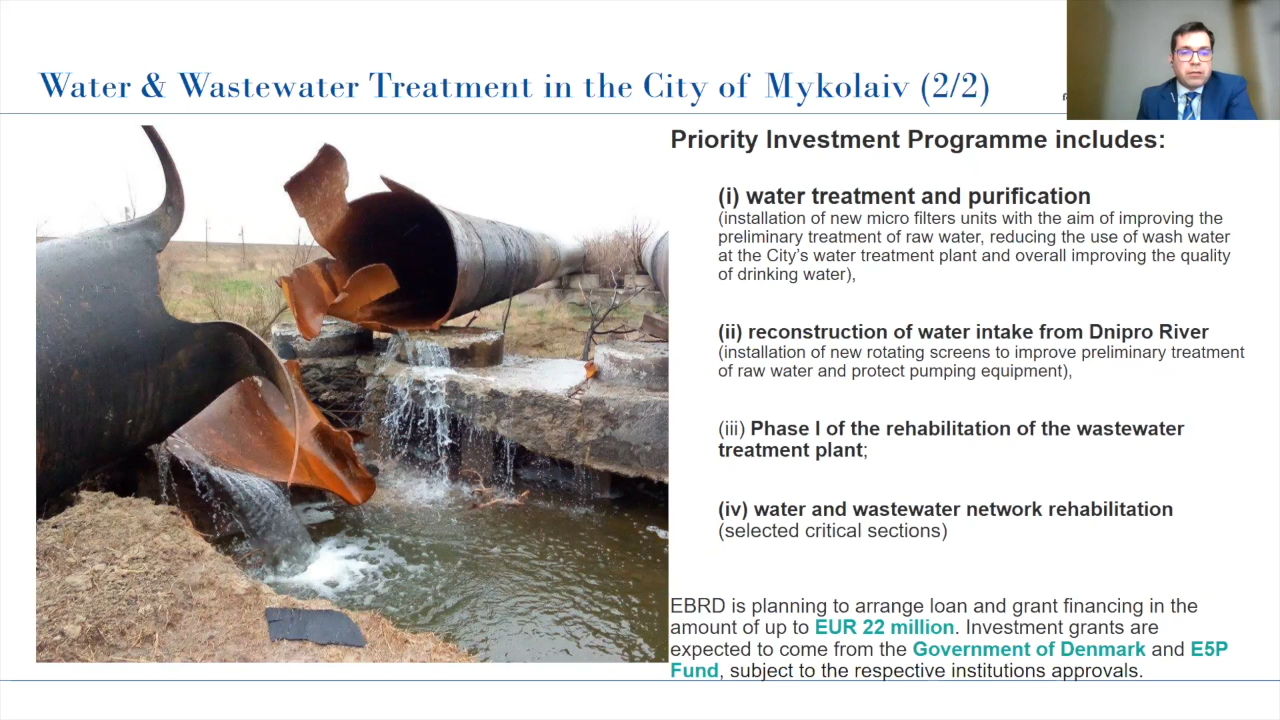 Water & Wastewater Treatment in the City of Mykolaiv (2/2)
Priority Investment Programme includes:
(i) water treatment and purification
(installation of new micro filters units with the aim of improving the
preliminary treatment of raw water, reducing the use of wash water
at the City's water treatment plant and overall improving the quality
of drinking water),
(ii) reconstruction of water intake from Dnipro River
(installation of new rotating screens to improve preliminary treatment
of raw water and protect pumping equipment),
(iii) Phase I of the rehabilitation of the wastewater
treatment plant;
(iv) water and wastewater network rehabilitation
(selected critical sections)
EBRD is planning to arrange loan and grant financing in the
amount of up to EUR 22 million. Investment grants are
expected to come from the Government of Denmark and E5P
Fund, subject to the respective institutions approvals.